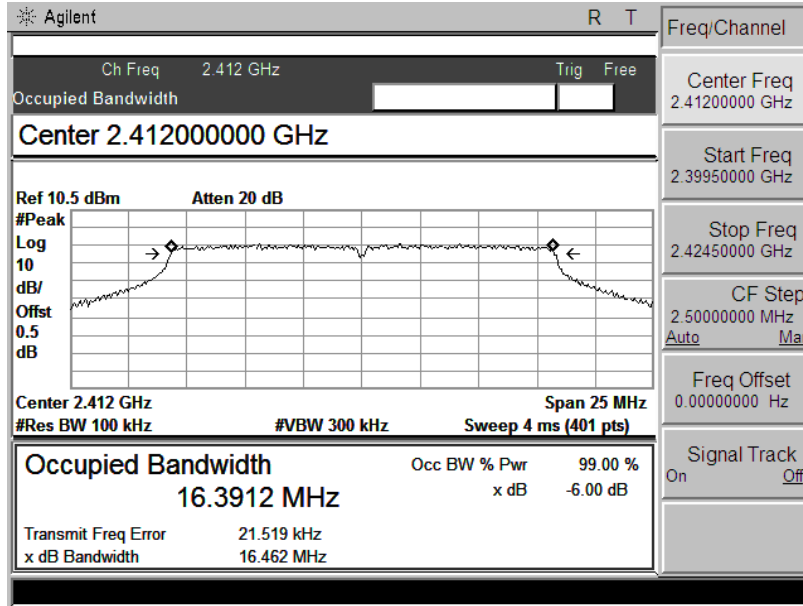 Agilent R T
Freq/Channel
Ch Freq 2.412 GHz Trig Free
Occupied Bandwidth
Center 2.412000000 GHz
Ref 10.5 dBm Atten 20 dB
#Peak
Log
10
dB/
Offst
0.5
dB
Center 2.412 GHz Span 25 MHz
#Res BW 100 kHz #VBW 300 kHz Sweep 4 ms (401 pts)
Occupied Bandwidth Occ BW % Pwr 99.00 %
16.3912 MHz x dB -6.00 dB
Transmit Freq Error 21.519 kHz
x dB Bandwidth 16.462 MHz
Center Freq
2.41200000 GHz
Start Freq
2.39950000 GHz
Stop Freq
2.42450000 GHz
CF Step
2.50000000 MHz
Auto Ma
Freq Offset
0.00000000 Hz
Signal Track
On Off